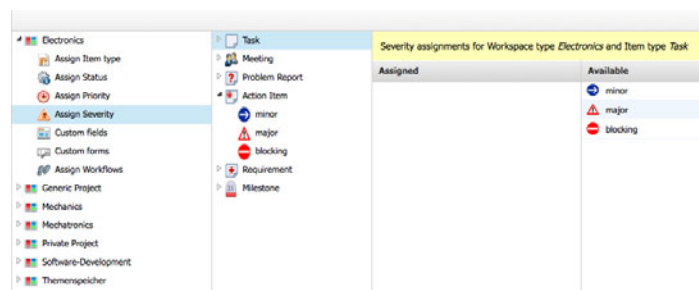 Electronics
Assign Item type
Assign Status
Assign Priority
Assign Severity
Custom fields
Custom forms
Assign Workflows
Generic Project
Mechanics
Mechatronics
Private Project
Software-Development
Themenspeicher
Task
Meeting
Problem Report
Action Item
minor
major
blocking
Requirement
Milestone
Severity assignments for Workspace type Electronics and Item type Task
Assigned
Available
minor
major
blocking